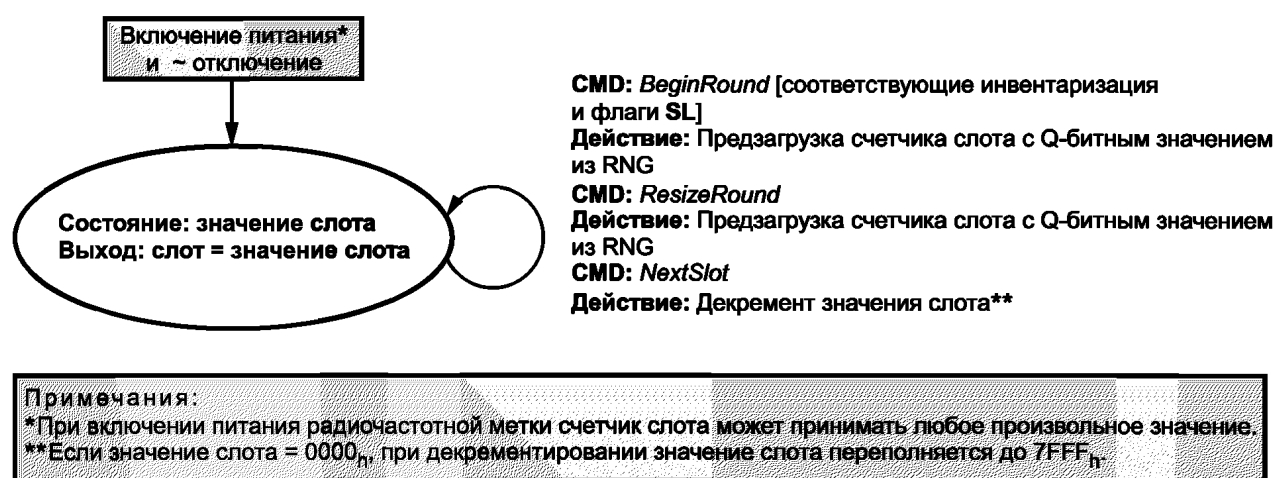 Включение питания*
и ~ отключение
CMD: BeginRound [соответствующие инвентаризация
и флаги SL]
Действие: Предзагрузка счетчика слота с Q-битным значением
из RNG
CMD: ResizeRound
Действие: Предзагрузка счетчика слота с Q-битным значением
из RNG
CMD: NextSlot
Действие: Декремент значения слота**
Состояние: значение слота
Выход: слот = значение слота
Примечания:
*При включении питания радиочастотной метки счетчик слота может принимать любое произвольное значение.
**Если значение слота = 0000h, при декрементировании значение слота переполняется до 7FFFh.